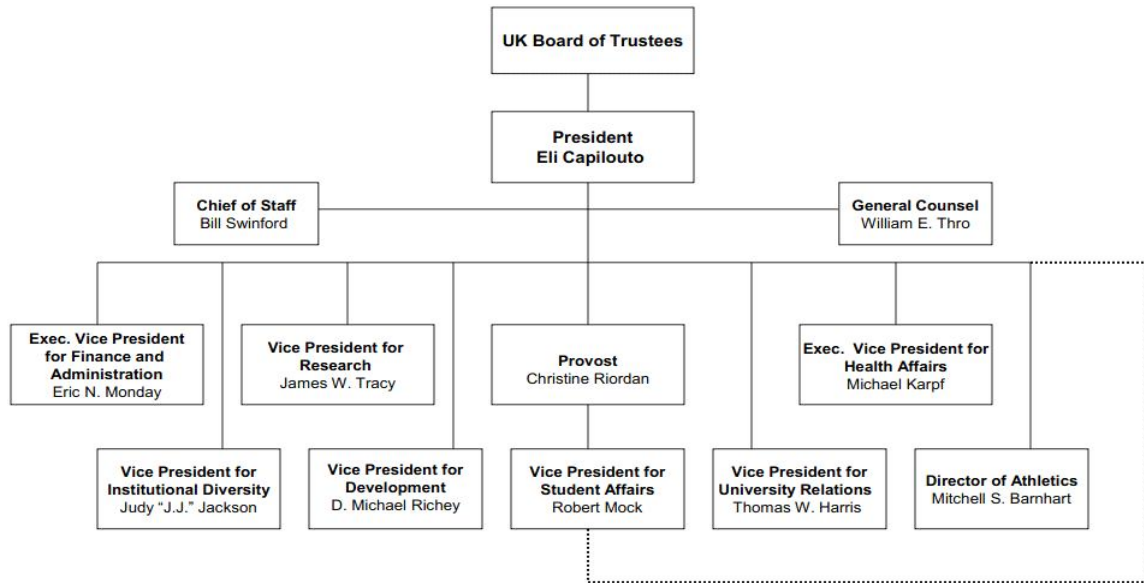 UK Board of Trustees
President
Eli Capilouto
Chief of Staff
Bill Swinford
General Counsel
William E. Thro
Exec. Vice President
for Finance and
Administration
Eric N. Monday
Vice President for
Research
James W. Tracy
Provost
Christine Riordan
Exec.  Vice President for
Health Affairs
Michael Karpf
Vice President for
Institutional Diversity
Judy “J.J.” Jackson
Vice President for
Development
D. Michael Richey
Vice President for
Student Affairs
Robert Mock
Vice President for
University Relations
Thomas W. Harris
Director of Athletics
Mitchell S. Barnhart